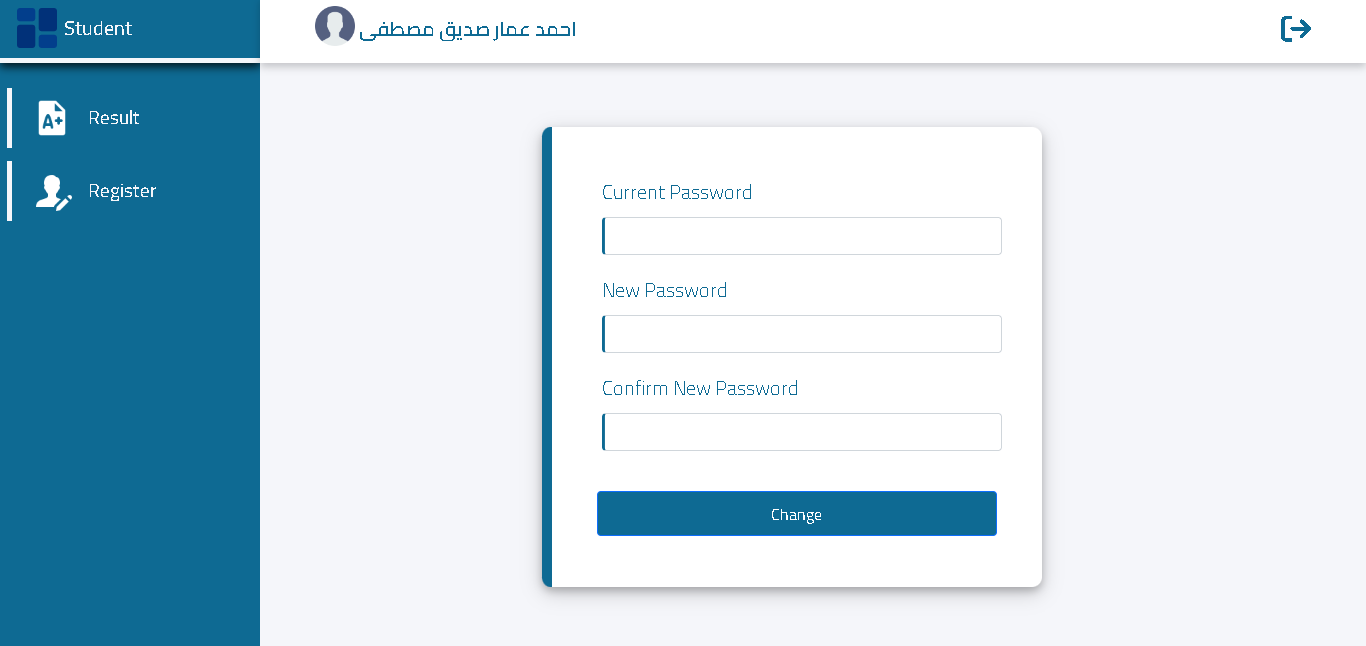 Student
احمد عمار صديق مصطفى
A+
Result
Register
Current Password
New Password
Confirm New Password
Change